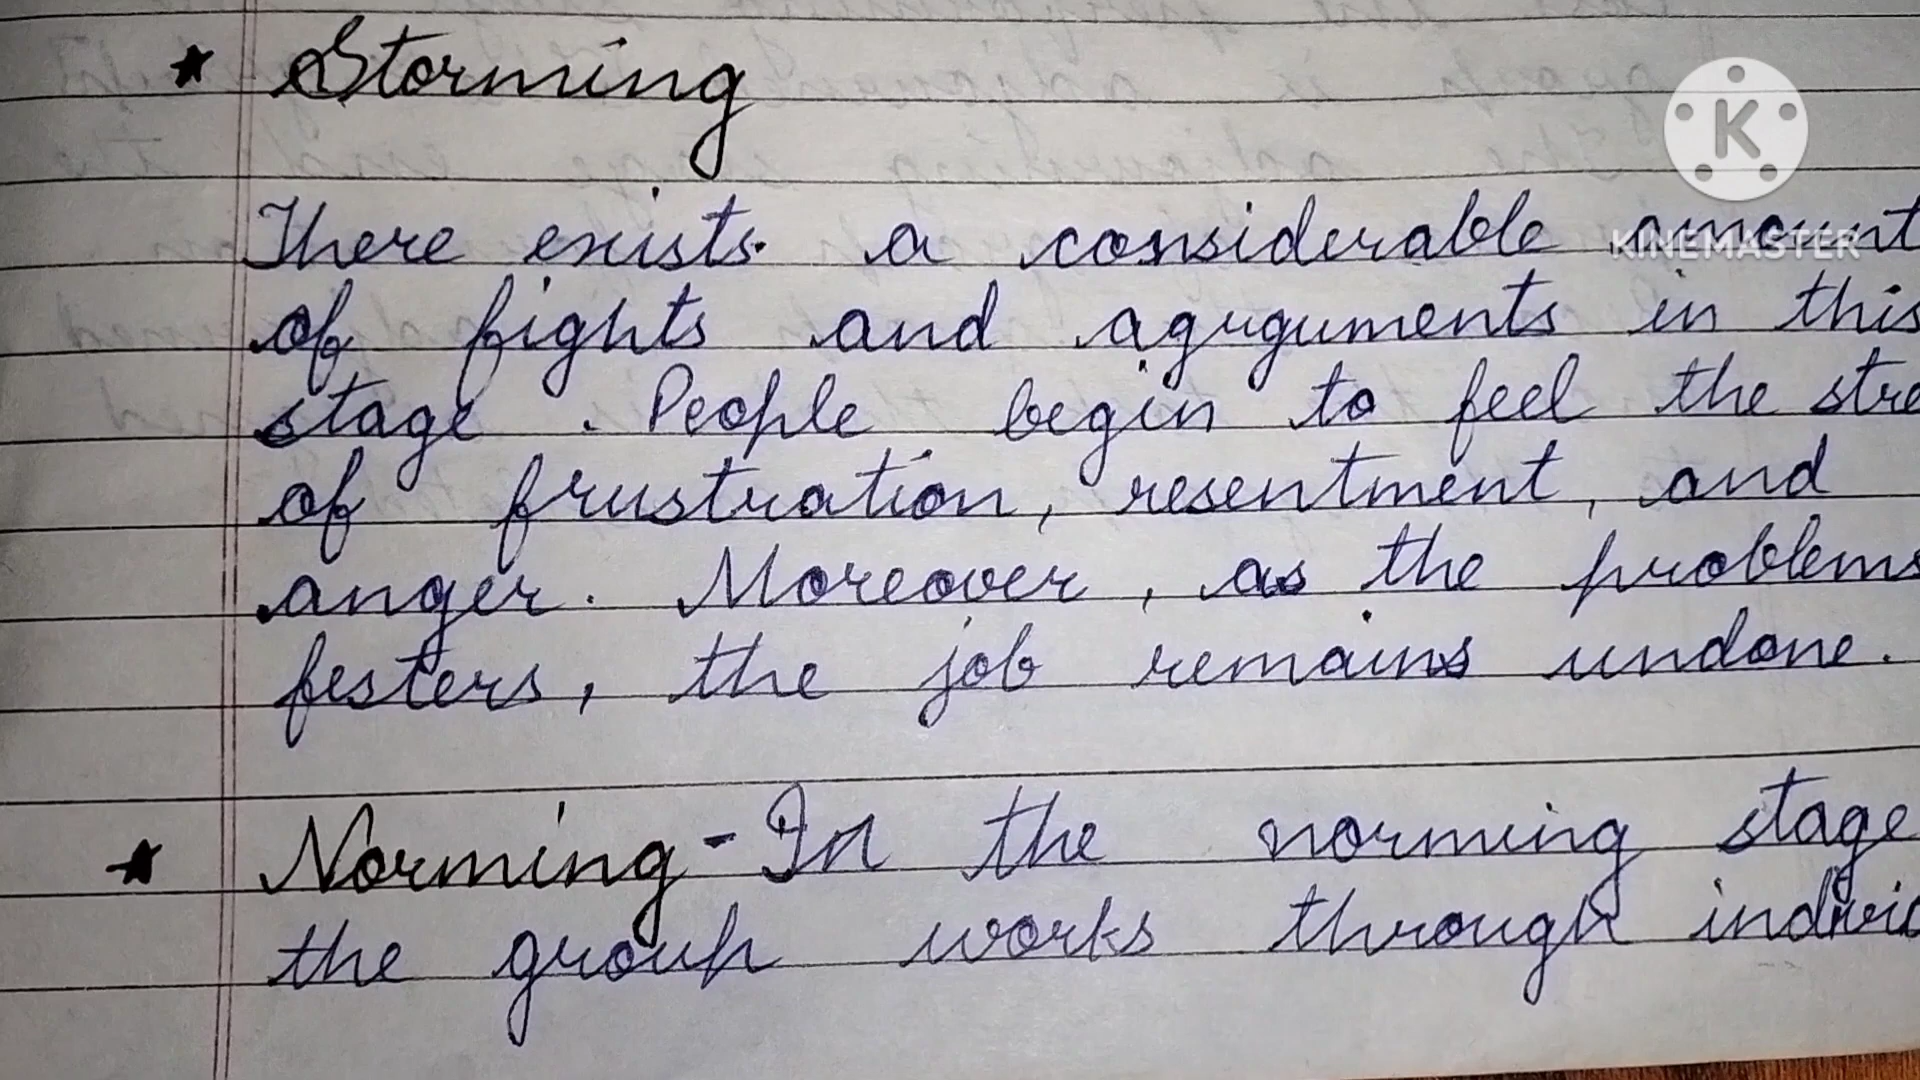 ★ Storming
There exists a considerable amount
of fights and aguguments in this
stage. People begin to feel the stre
of frustration, resentment, and
anger. Moreover, as the problems
festers, the job remains undone.
★ Norming - In the norming stage
the group works through individ
K
KINEMASTER